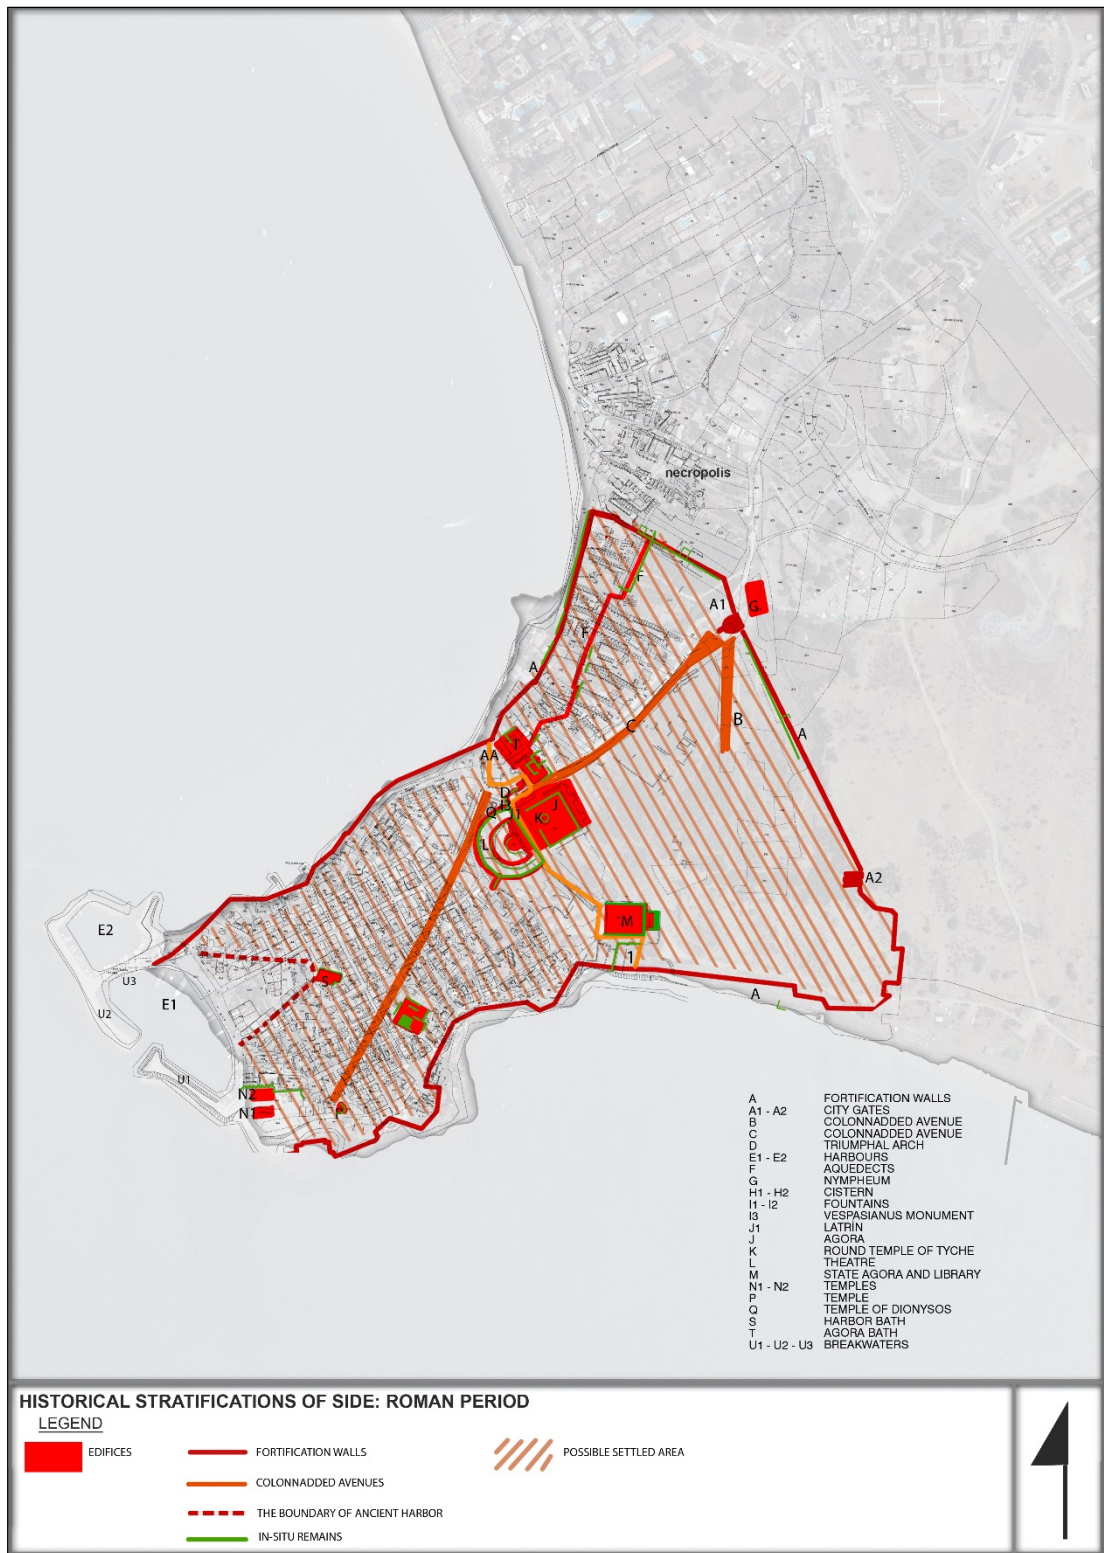 necropolis
F
A1
G
F
A
C
B
A
T
AA
D
I3
Q
J1
J
K
L
A2
M
E2
1
S
U3
E1
A
U2
U1
N2
N1
P
A FORTIFICATION WALLS
A1 - A2 CITY GATES
B COLONNADDED AVENUE
C COLONNADDED AVENUE
D TRIUMPHAL ARCH
E1 - E2 HARBOURS
F AQUEDECTS
G NYMPHEUM
H1 - H2 CISTERN
I1 - I2 FOUNTAINS
I3 VESPASIANUS MONUMENT
J1 LATRİN
J AGORA
K ROUND TEMPLE OF TYCHE
L THEATRE
M STATE AGORA AND LIBRARY
N1 - N2 TEMPLES
P TEMPLE
Q TEMPLE OF DIONYSOS
S HARBOR BATH
T AGORA BATH
U1 - U2 - U3 BREAKWATERS
HISTORICAL STRATIFICATIONS OF SIDE: ROMAN PERIOD
LEGEND
EDIFICES
FORTIFICATION WALLS
POSSIBLE SETTLED AREA
COLONNADDED AVENUES
THE BOUNDARY OF ANCIENT HARBOR
IN-SITU REMAINS